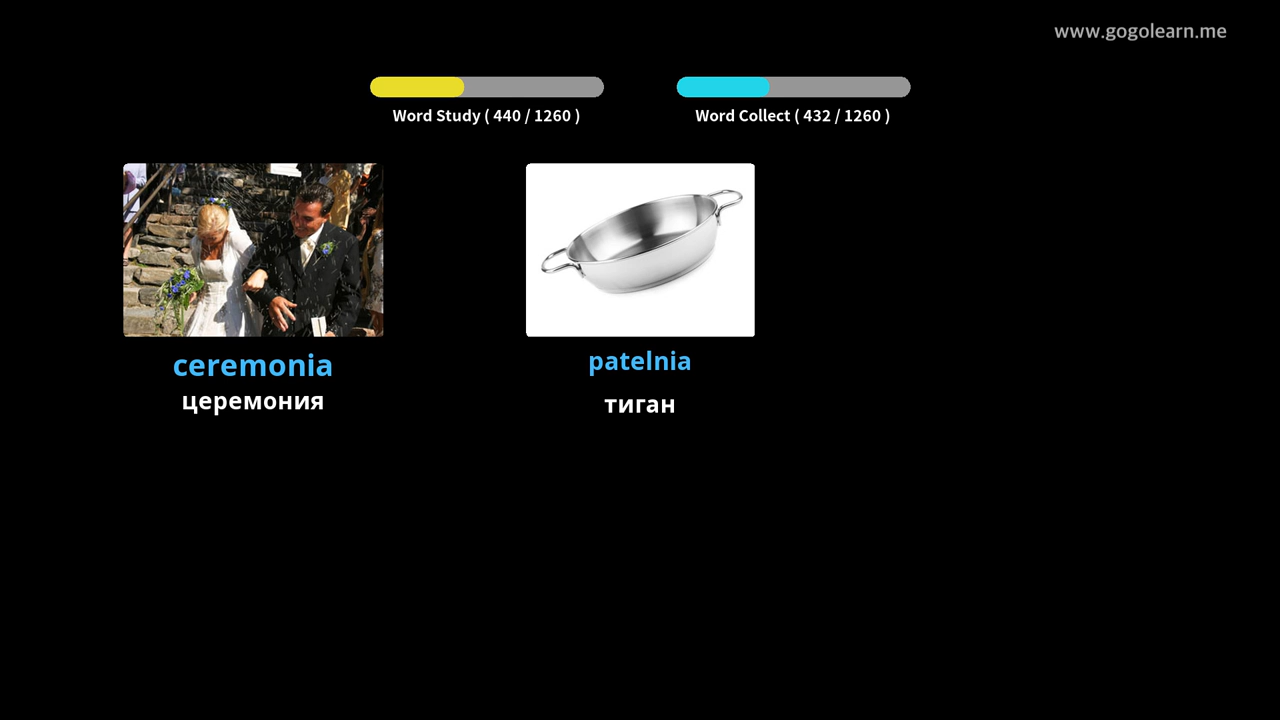 www.gogolearn.me
Word Study ( 440 / 1260 )
Word Collect ( 432 / 1260 )
ceremonia
церемония
patelnia
тиган